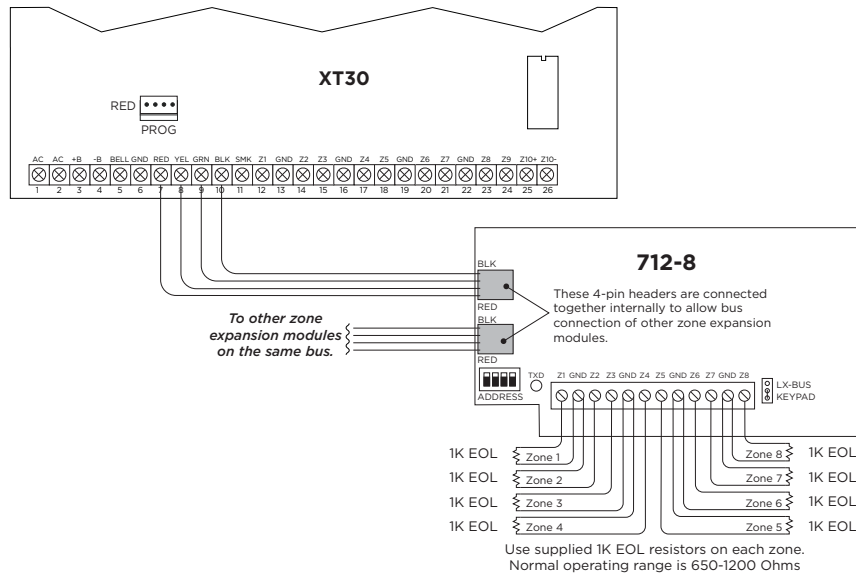 XT30
RED
PROG
AC AC +B -B BELL GND RED YEL GRN BLK SMK Z1 GND Z2 Z3 GND Z4 Z5 GND Z6 Z7 GND Z8 Z9 Z10+ Z10-
1 2 3 4 5 6 7 8 9 10 11 12 13 14 15 16 17 18 19 20 21 22 23 24 25 26
712-8
BLK
RED
These 4-pin headers are connected
together internally to allow bus
connection of other zone expansion
modules.
To other zone
expansion modules
on the same bus.
BLK
RED
ADDRESS
TXD
Z1 GND Z2 Z3 GND Z4 Z5 GND Z6 Z7 GND Z8
LX-BUS
KEYPAD
1K EOL Zone 1 Zone 8 1K EOL
1K EOL Zone 2 Zone 7 1K EOL
1K EOL Zone 3 Zone 6 1K EOL
1K EOL Zone 4 Zone 5 1K EOL
Use supplied 1K EOL resistors on each zone.
Normal operating range is 650-1200 Ohms